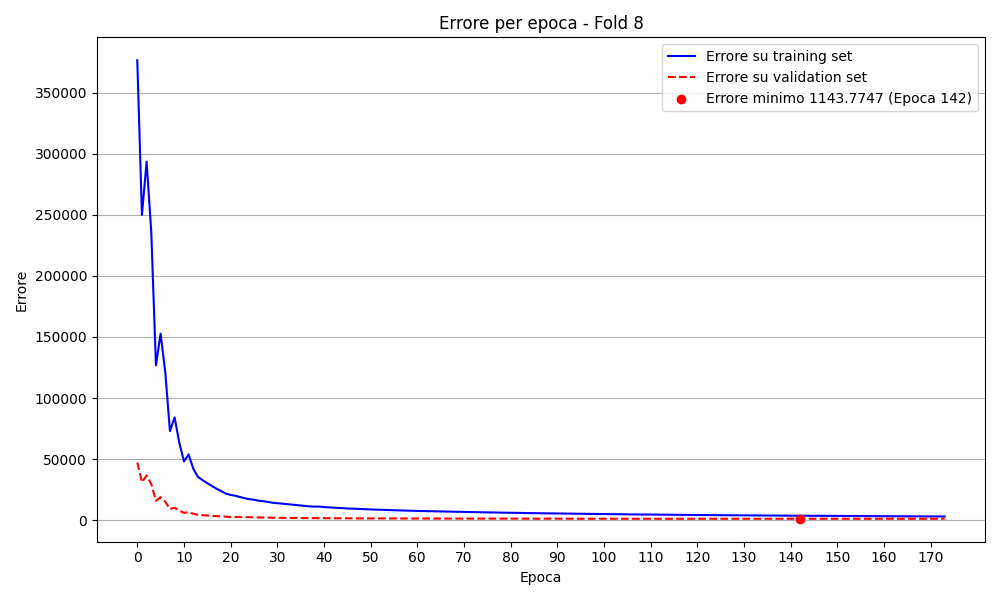 Errore per epoca - Fold 8
Errore su training set
Errore su validation set
Errore minimo 1143.7747 (Epoca 142)
Errore
350000
300000
250000
200000
150000
100000
50000
0
0 10 20 30 40 50 60 70 80 90 100 110 120 130 140 150 160 170
Epoca